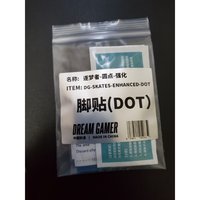 名称：逐梦者-圆点-强化
ITEM: DG-SKATES-ENHANCED-DOT
脚贴(DOT)
DREAM GAMER
MADE IN CHINA